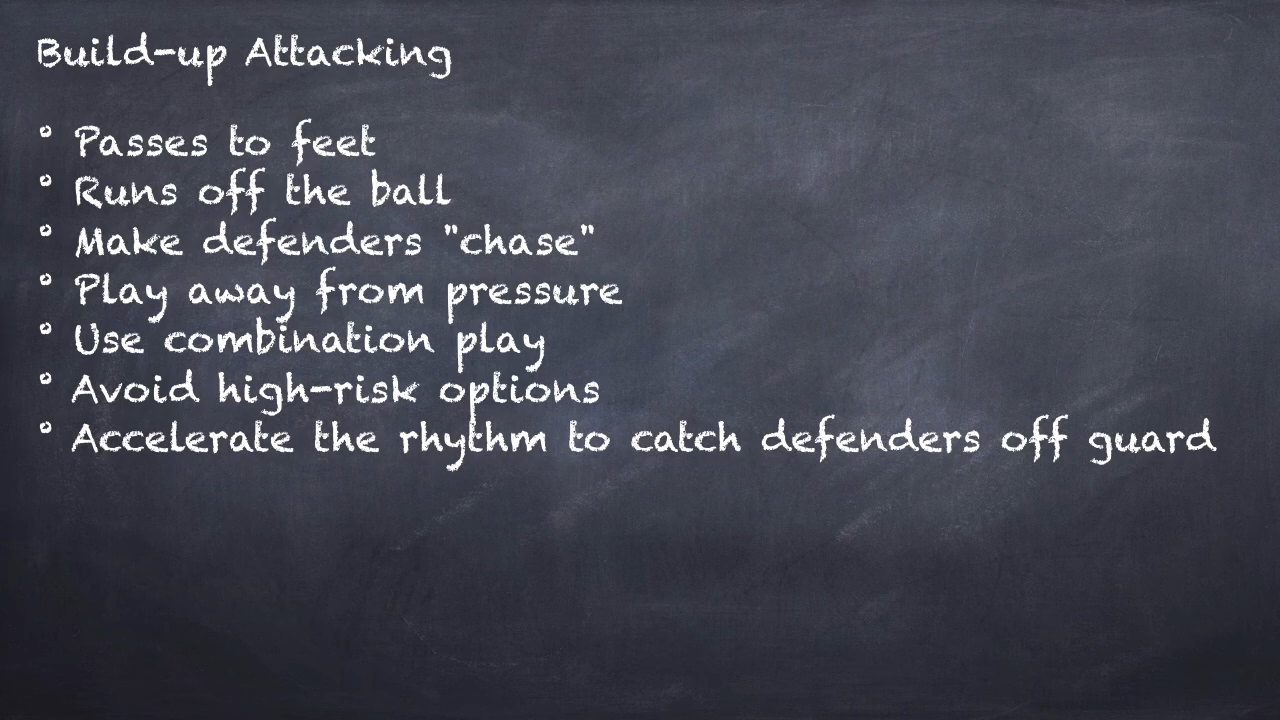 Build-up Attacking
° Passes to feet
° Runs off the ball
° Make defenders "chase"
° Play away from pressure
° Use combination play
° Avoid high-risk options
° Accelerate the rhythm to catch defenders off guard